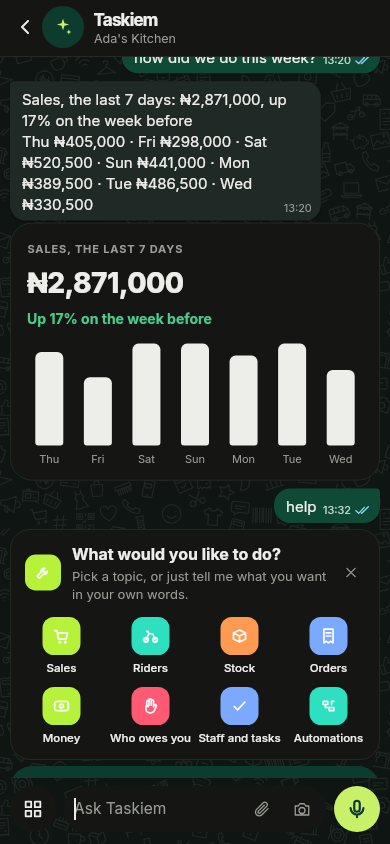 Taskiem
Ada's Kitchen
how did we do this week? 13:20
Sales, the last 7 days: ₦2,871,000, up
17% on the week before
Thu ₦405,000 · Fri ₦298,000 · Sat
₦520,500 · Sun ₦441,000 · Mon
₦389,500 · Tue ₦486,500 · Wed
₦330,500
13:20
SALES, THE LAST 7 DAYS
₦2,871,000
Up 17% on the week before
Thu Fri Sat Sun Mon Tue Wed
help 13:32
What would you like to do?
Pick a topic, or just tell me what you want
in your own words.
Sales Riders Stock Orders
Money Who owes you Staff and tasks Automations
Ask Taskiem